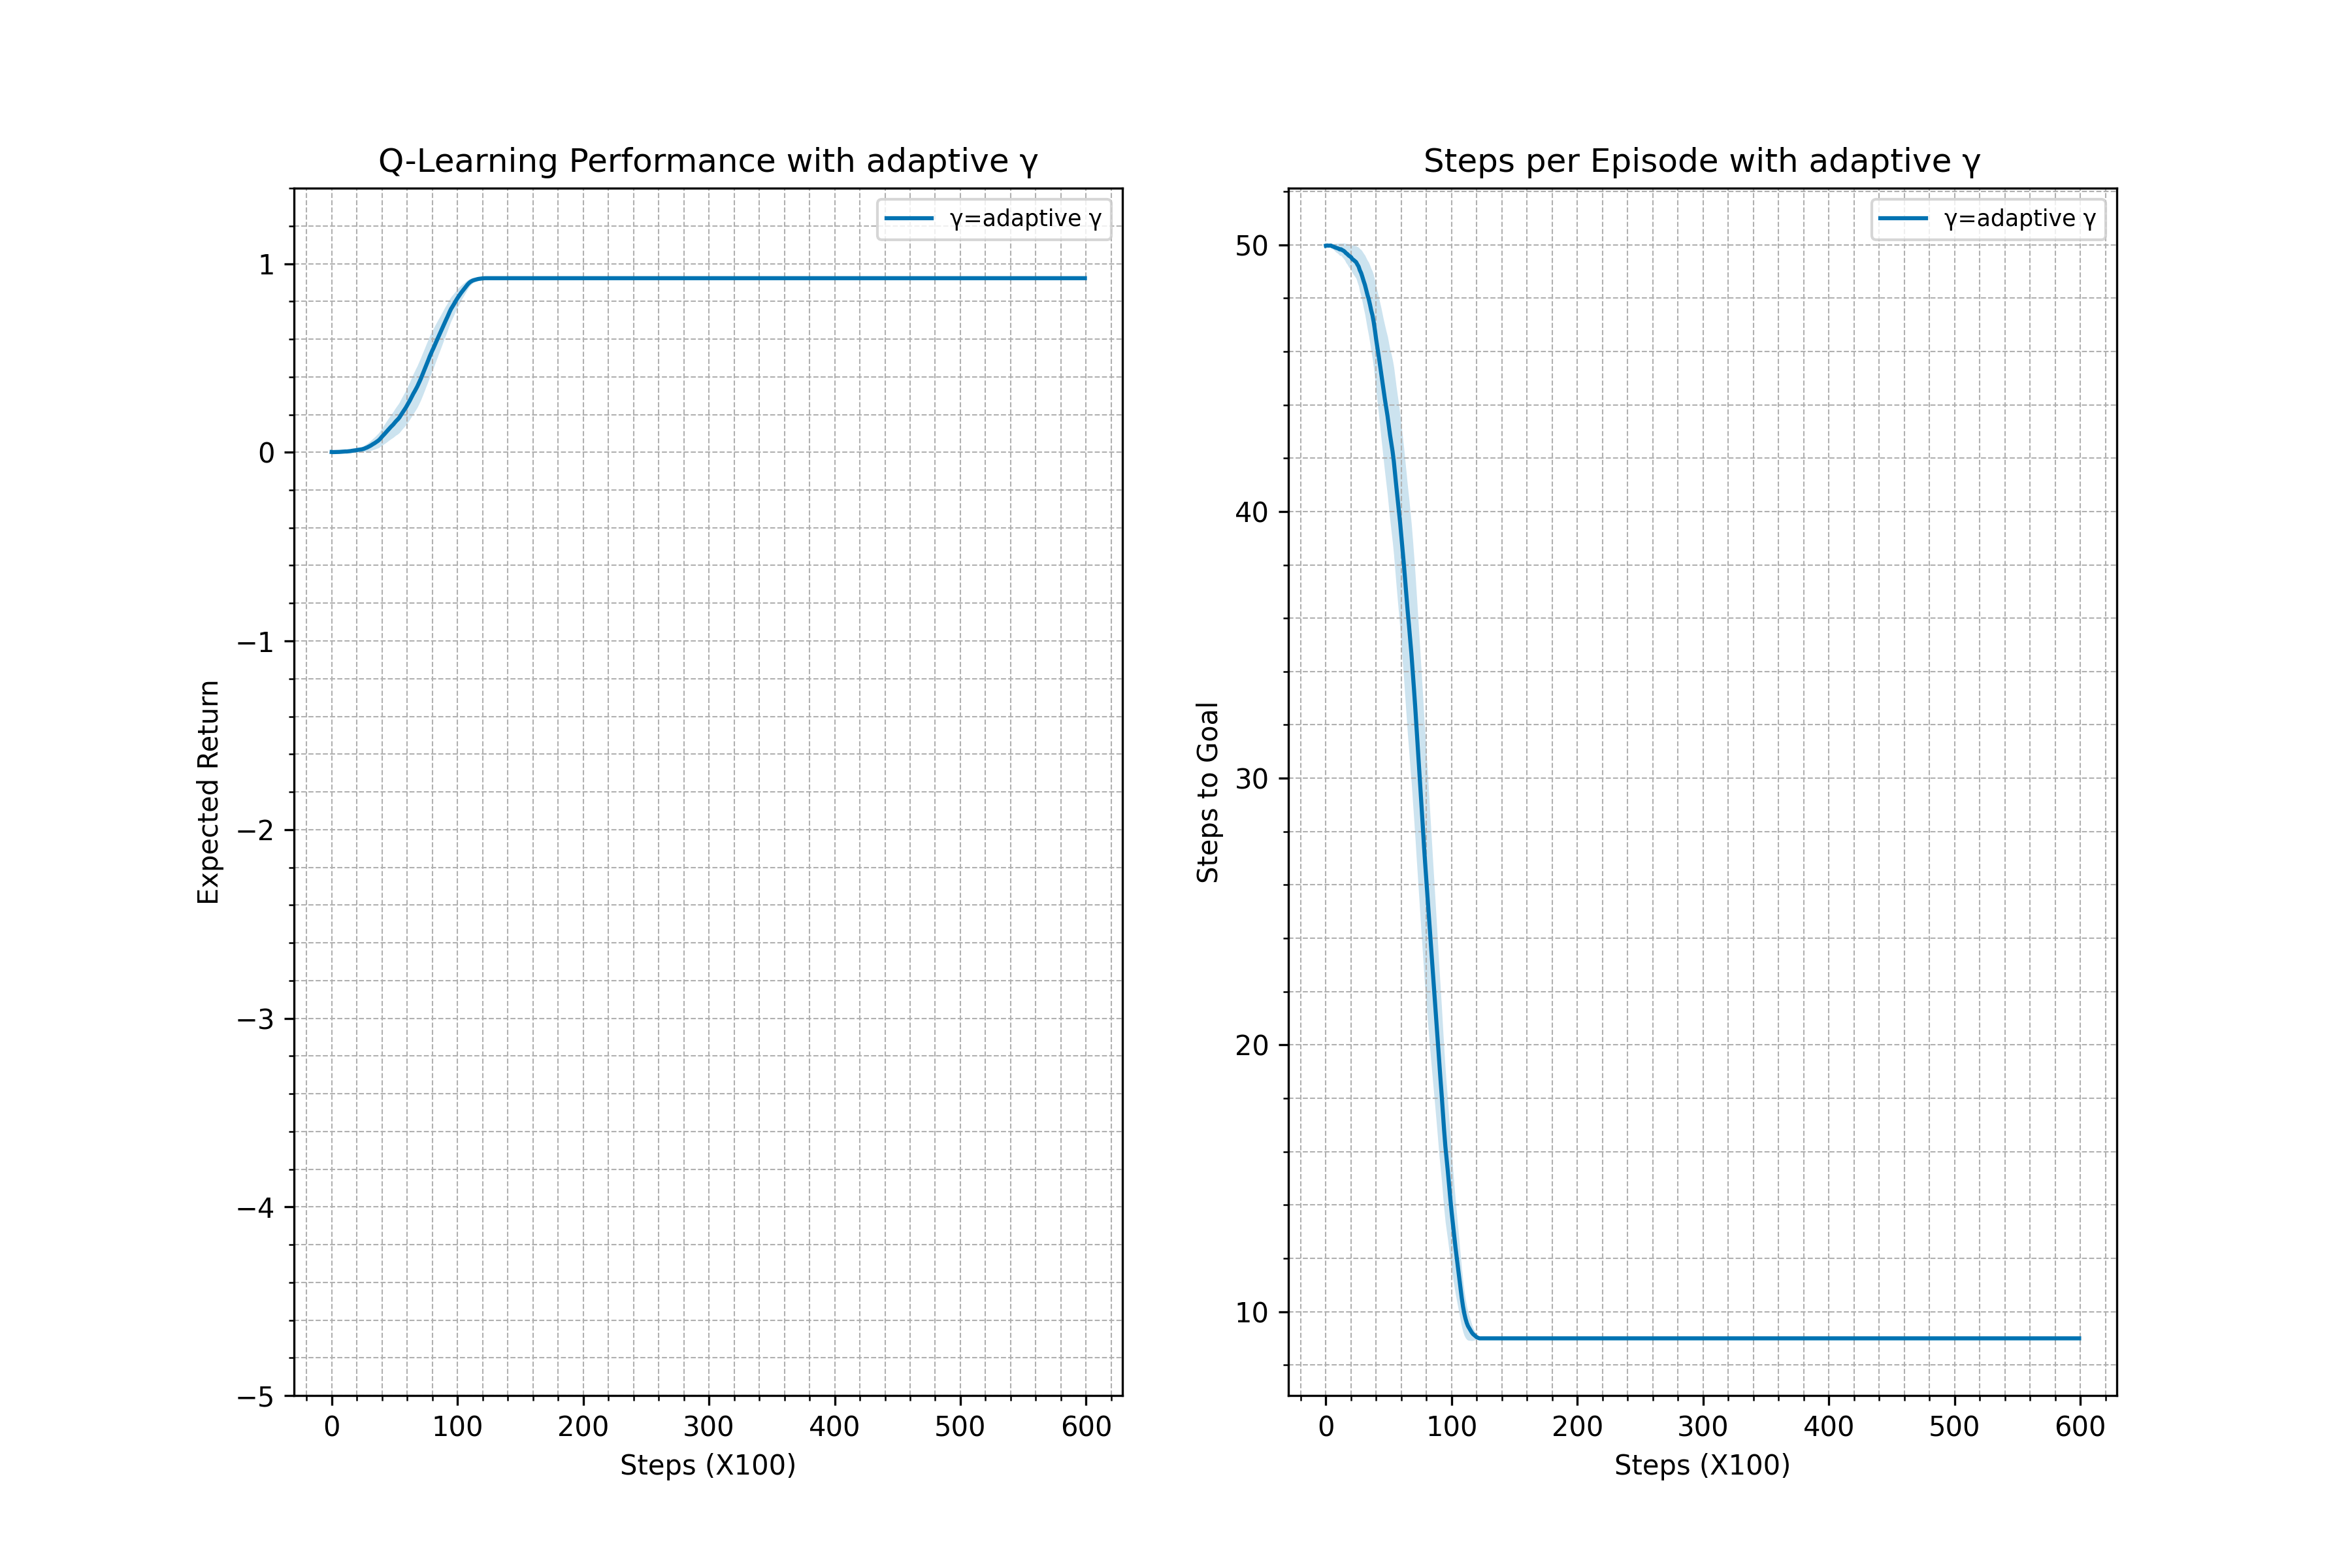 Q-Learning Performance with adaptive γ
γ=adaptive γ
1
0
−1
−2
−3
−4
−5
Expected Return
0 100 200 300 400 500 600
Steps (X100)
Steps per Episode with adaptive γ
γ=adaptive γ
50
40
30
20
10
Steps to Goal
0 100 200 300 400 500 600
Steps (X100)